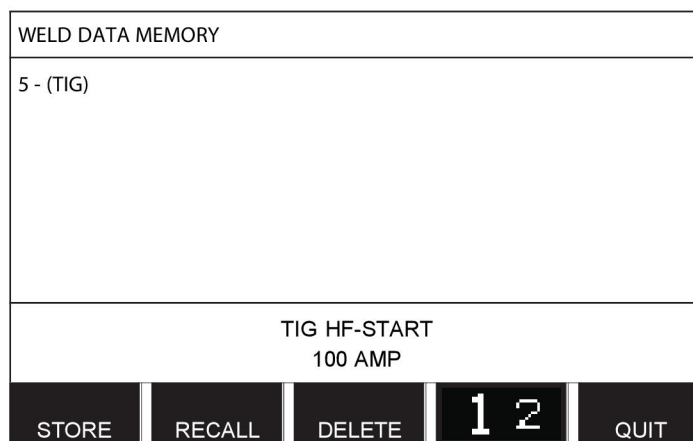 WELD DATA MEMORY
5 - (TIG)
TIG HF-START
100 AMP
STORE RECALL DELETE 1 2 QUIT